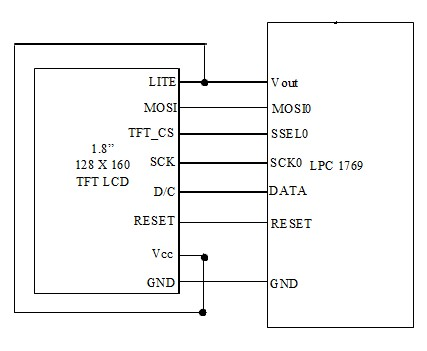 LITE
MOSI
TFT_CS
1.8”
128 X 160
TFT LCD
SCK
D/C
RESET
Vcc
GND
Vout
MOSI0
SSEL0
SCK0
LPC 1769
DATA
RESET
GND